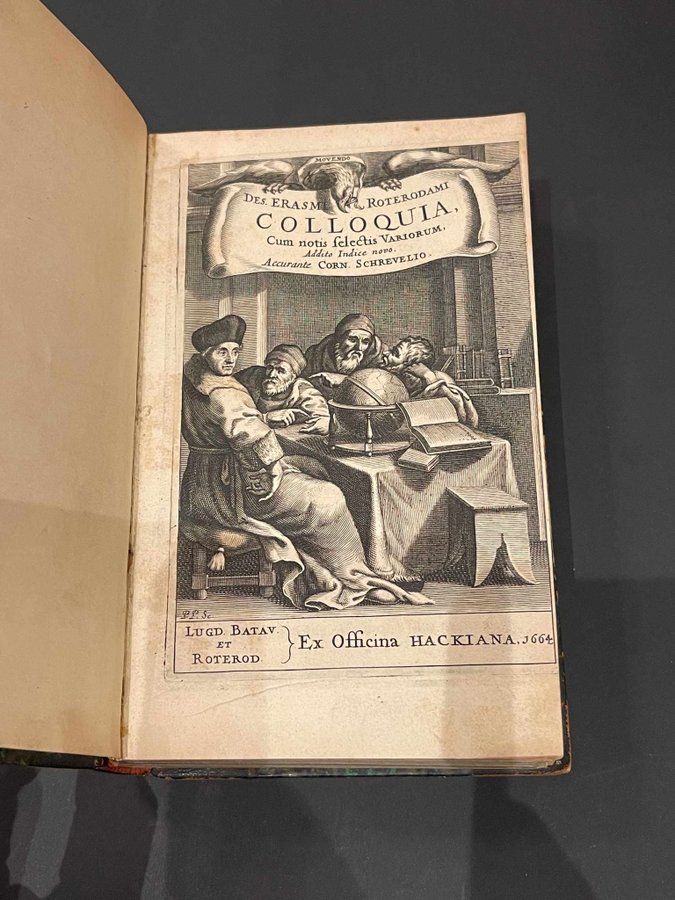 MOVENDO
DES. ERASMI ROTERODAMI
COLLOQUIA,
Cum notis ſelectis VARIORUM,
Addito Indice novo.
Accurante CORN. SCHREVELIO.
P.P. Sc.
LUGD. BATAV.
ET
ROTEROD.
} Ex Officina HACKIANA. 1664